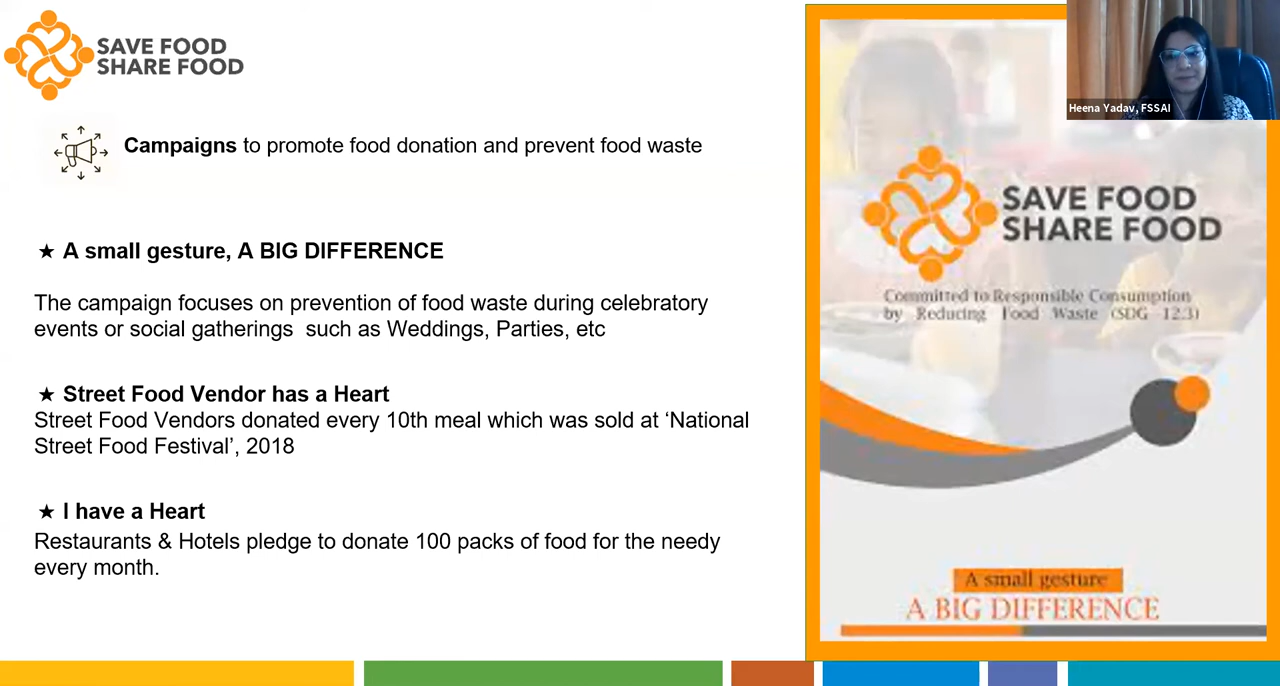 SAVE FOOD
SHARE FOOD
Campaigns to promote food donation and prevent food waste
★ A small gesture, A BIG DIFFERENCE
The campaign focuses on prevention of food waste during celebratory
events or social gatherings such as Weddings, Parties, etc
★ Street Food Vendor has a Heart
Street Food Vendors donated every 10th meal which was sold at ‘National
Street Food Festival’, 2018
★ I have a Heart
Restaurants & Hotels pledge to donate 100 packs of food for the needy
every month.
Heena Yadav, FSSAI
SAVE FOOD
SHARE FOOD
Committed to Responsible Consumption
by Reducing Food Waste (SDG 12.3)
A small gesture
A BIG DIFFERENCE